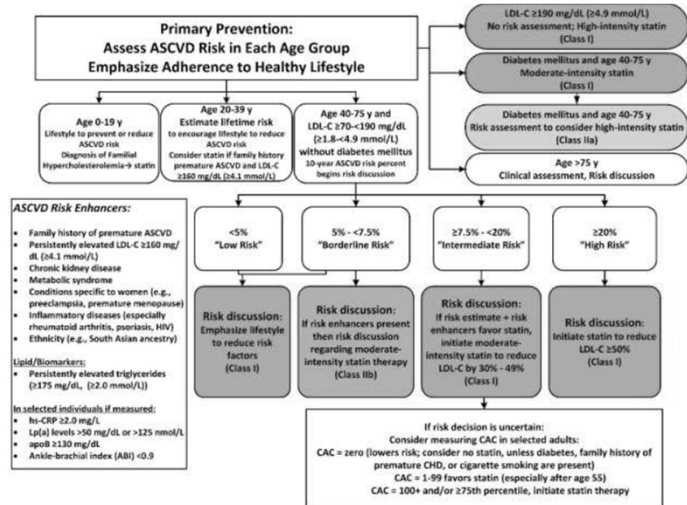 Primary Prevention:
Assess ASCVD Risk in Each Age Group
Emphasize Adherence to Healthy Lifestyle
LDL-C ≥190 mg/dL (≥4.9 mmol/L)
No risk assessment; High-intensity statin
(Class I)
Diabetes mellitus and age 40-75 y
Moderate-intensity statin
(Class I)
Diabetes mellitus and age 40-75 y
Risk assessment to consider high-intensity statin
(Class IIa)
Age >75 y
Clinical assessment, Risk discussion
Age 0-19 y
Lifestyle to prevent or reduce
ASCVD risk
Diagnosis of Familial
Hypercholesterolemia→ statin
Age 20-39 y
Estimate lifetime risk
to encourage lifestyle to reduce
ASCVD risk
Consider statin if family history
premature ASCVD and LDL-C
≥160 mg/dL (≥4.1 mmol/L)
Age 40-75 y and
LDL-C ≥70-<190 mg/dL
(≥1.8-<4.9 mmol/L)
without diabetes mellitus
10-year ASCVD risk percent
begins risk discussion
ASCVD Risk Enhancers:
• Family history of premature ASCVD
• Persistently elevated LDL-C ≥160 mg/
dL (≥4.1 mmol/L)
• Chronic kidney disease
• Metabolic syndrome
• Conditions specific to women (e.g.,
preeclampsia, premature menopause)
• Inflammatory diseases (especially
rheumatoid arthritis, psoriasis, HIV)
• Ethnicity (e.g., South Asian ancestry)
Lipid/Biomarkers:
• Persistently elevated triglycerides
(≥175 mg/dL, (≥2.0 mmol/L))
In selected individuals if measured:
• hs-CRP ≥2.0 mg/L
• Lp(a) levels >50 mg/dL or >125 nmol/L
• apoB ≥130 mg/dL
• Ankle-brachial index (ABI) <0.9
<5%
"Low Risk"
5% - <7.5%
"Borderline Risk"
≥7.5% - <20%
"Intermediate Risk"
≥20%
"High Risk"
Risk discussion:
Emphasize lifestyle
to reduce risk
factors
(Class I)
Risk discussion:
If risk enhancers present
then risk discussion
regarding moderate-
intensity statin therapy
(Class IIb)
Risk discussion:
If risk estimate + risk
enhancers favor statin,
initiate moderate-
intensity statin to reduce
LDL-C by 30% - 49%
(Class I)
Risk discussion:
Initiate statin to reduce
LDL-C ≥50%
(Class I)
If risk decision is uncertain:
Consider measuring CAC in selected adults:
CAC = zero (lowers risk; consider no statin, unless diabetes, family history of
premature CHD, or cigarette smoking are present)
CAC = 1-99 favors statin (especially after age 55)
CAC = 100+ and/or ≥75th percentile, initiate statin therapy